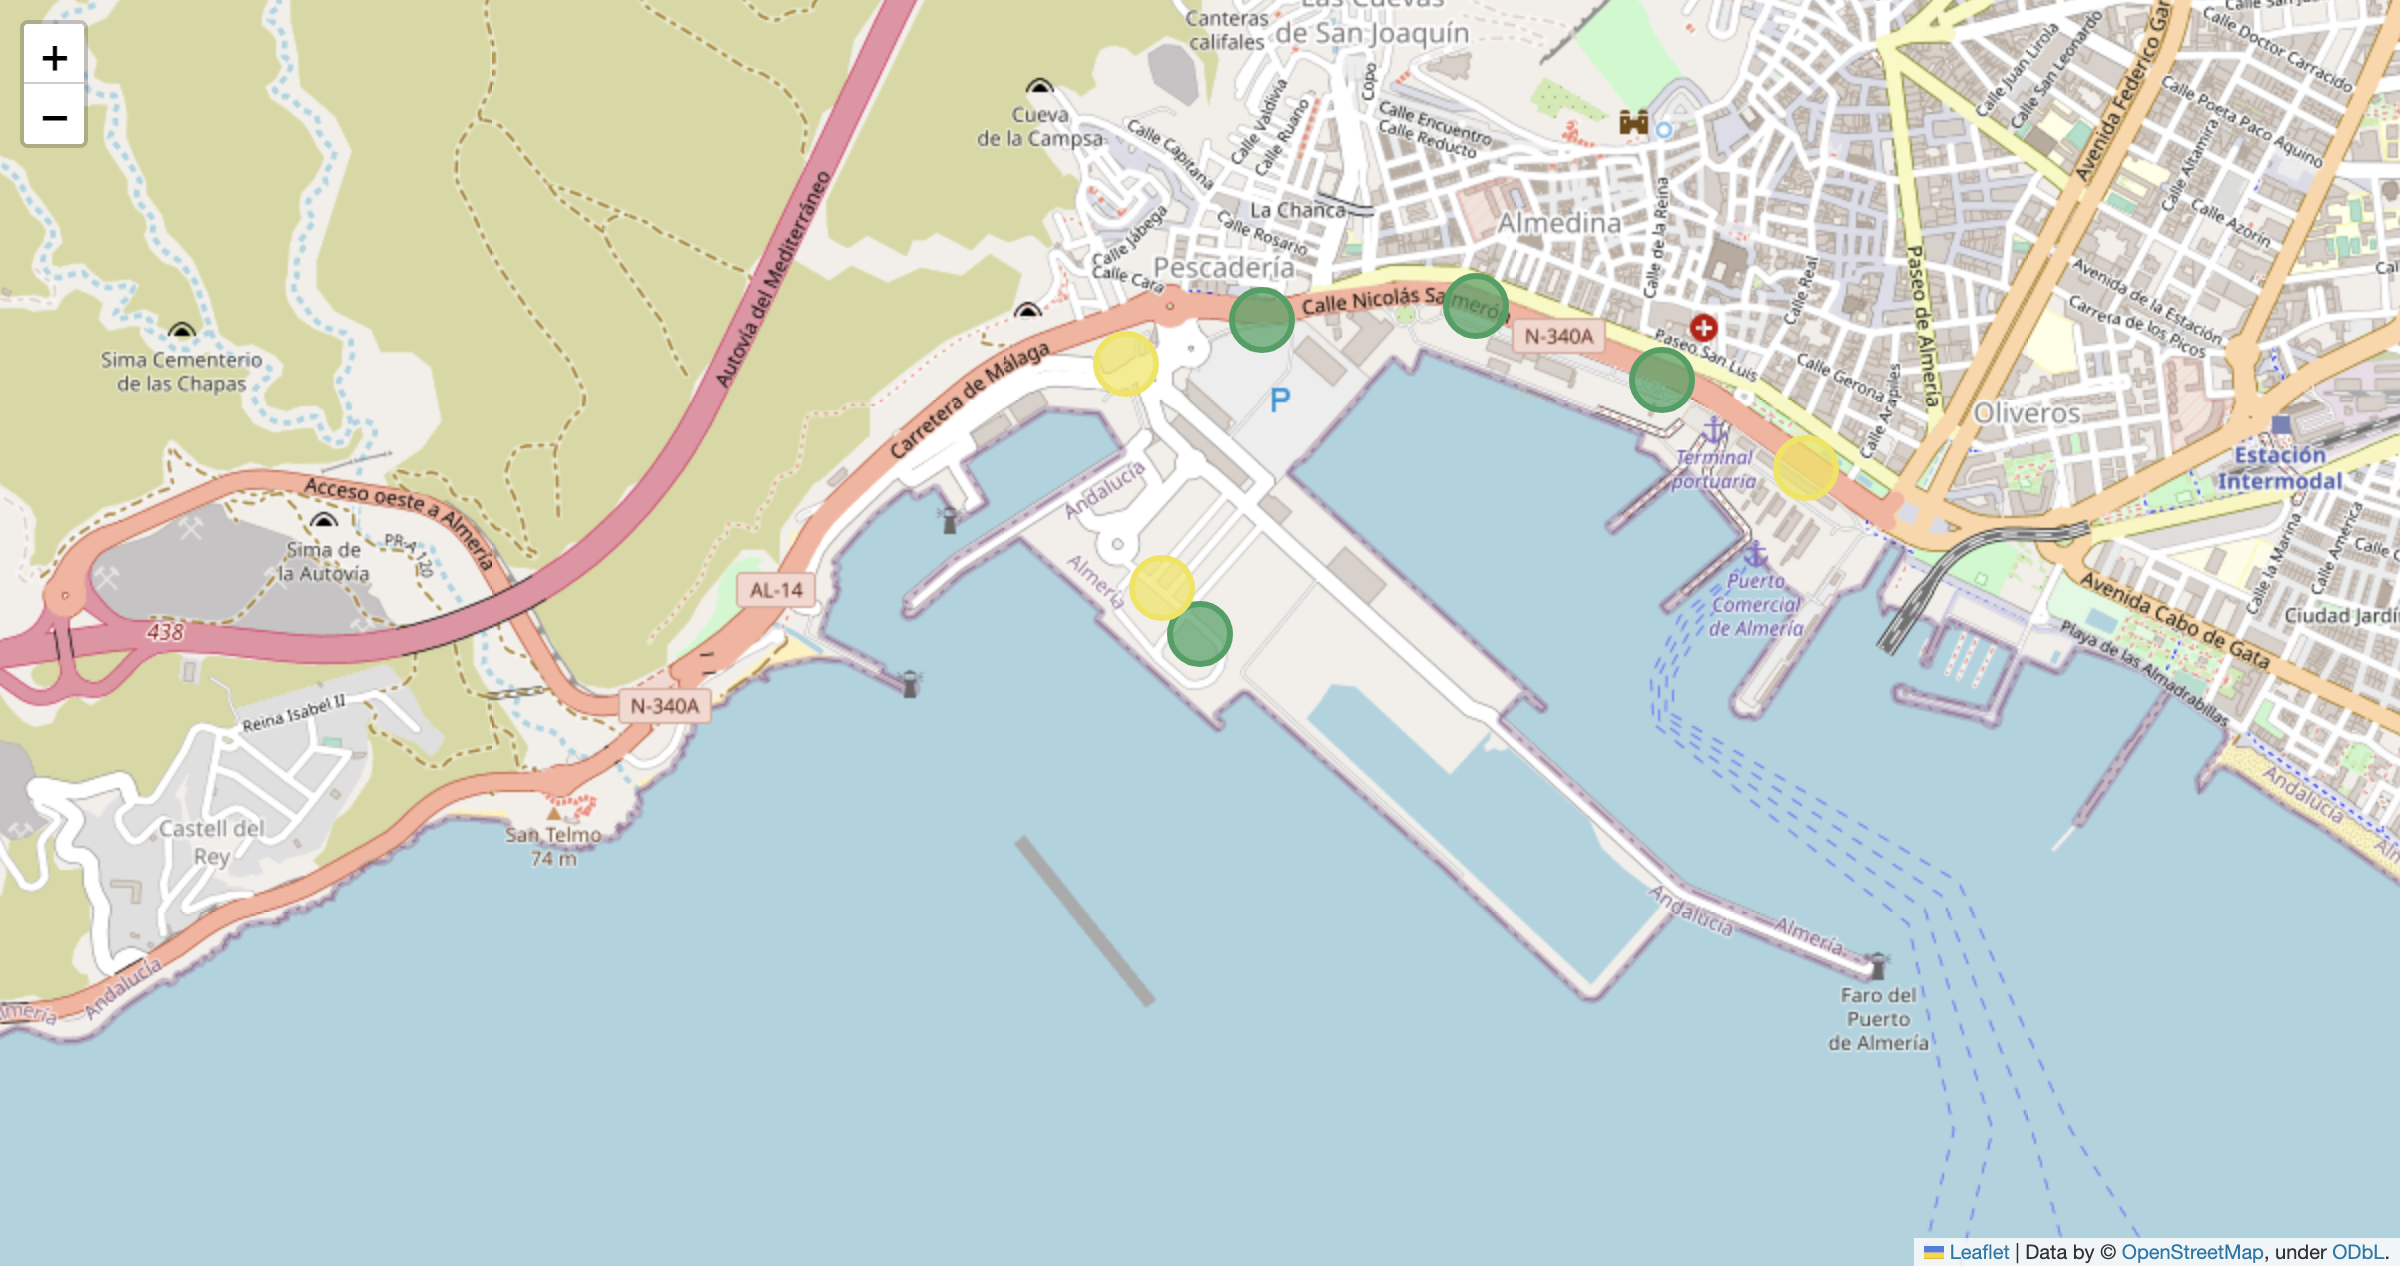 +
−
Canteras
califales
Las Cuevas
de San Joaquín
Cueva
de la Campsa
Calle Capitana
Calle Valdivia
Calle Ruano
Copo
Calle Encuentro
Calle Reducto
La Chanca
Calle Rosario
Calle Jábega
Calle Cara
Pescadería
Almedina
Calle de la Reina
Calle Real
Paseo de Almería
Calle Juan Lirola
Calle San Leonardo
Avenida Federico Gar
Calle Doctor Carracido
Calle Poeta Paco Aquino
Calle Altamira
Calle Azorín
Avenida de la Estación
Carrera de los Picos
Autovía del Mediterráneo
Sima Cementerio
de las Chapas
Carretera de Málaga
Calle Nicolás Salmerón
N-340A
Paseo San Luis
Calle Gerona
Calle Arapiles
Oliveros
Estación
Intermodal
P
Terminal
portuaria
Andalucía
Almería
Acceso oeste a Almería
Sima de
la Autovía
PR-A 120
AL-14
438
Puerto
Comercial
de Almería
Avenida Cabo de Gata
Calle la Marina
Calle América
Calle C
Ciudad Jardí
Playa de las Almadrabillas
N-340A
Reina Isabel II
Castell del
Rey
San Telmo
74 m
Andalucía
Andalucía
Almería
Andalucía
Faro del
Puerto
de Almería
Leaflet | Data by © OpenStreetMap, under ODbL.